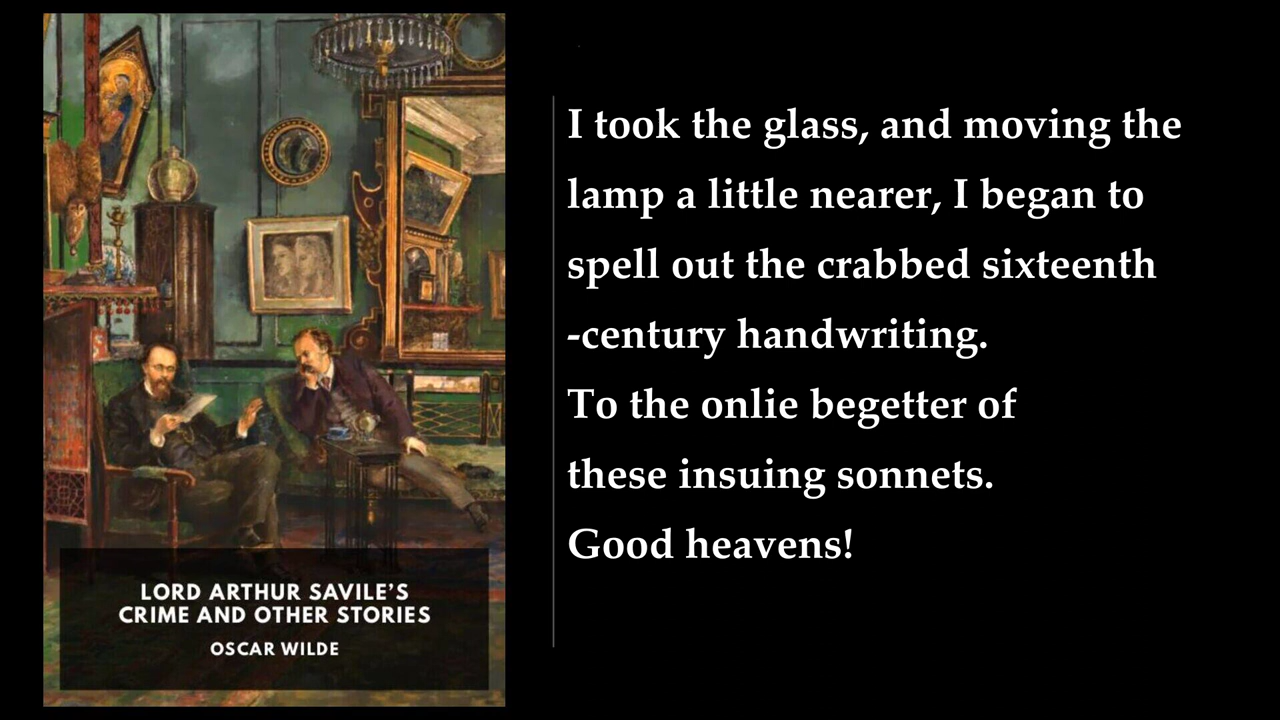 LORD ARTHUR SAVILE’S
CRIME AND OTHER STORIES
OSCAR WILDE
I took the glass, and moving the
lamp a little nearer, I began to
spell out the crabbed sixteenth
-century handwriting.
To the onlie begetter of
these insuing sonnets.
Good heavens!